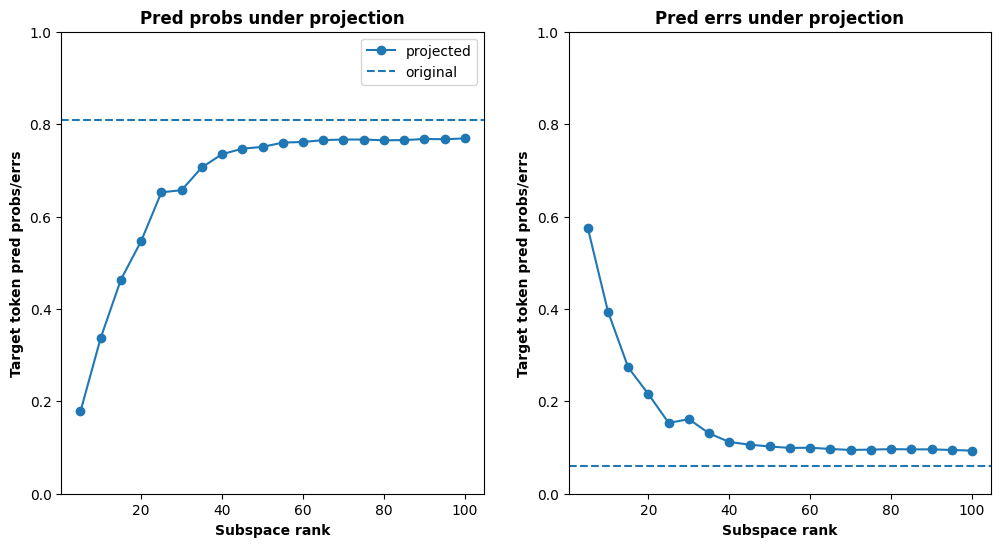 Pred probs under projection
Target token pred probs/errs
1.0
0.8
0.6
0.4
0.2
0.0
projected
original
20
40
60
80
100
Subspace rank
Pred errs under projection
Target token pred probs/errs
1.0
0.8
0.6
0.4
0.2
0.0
20
40
60
80
100
Subspace rank